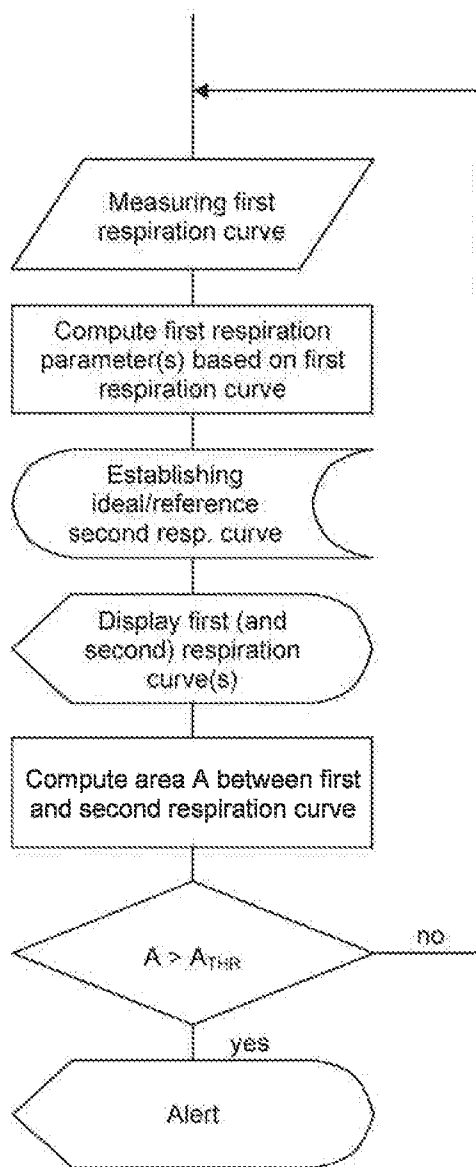 Measuring first
respiration curve
Compute first respiration
parameter(s) based on first
respiration curve
Establishing
ideal/reference
second resp. curve
Display first (and
second) respiration
curve(s)
Compute area A between first
and second respiration curve
A > ATHR
no
yes
Alert